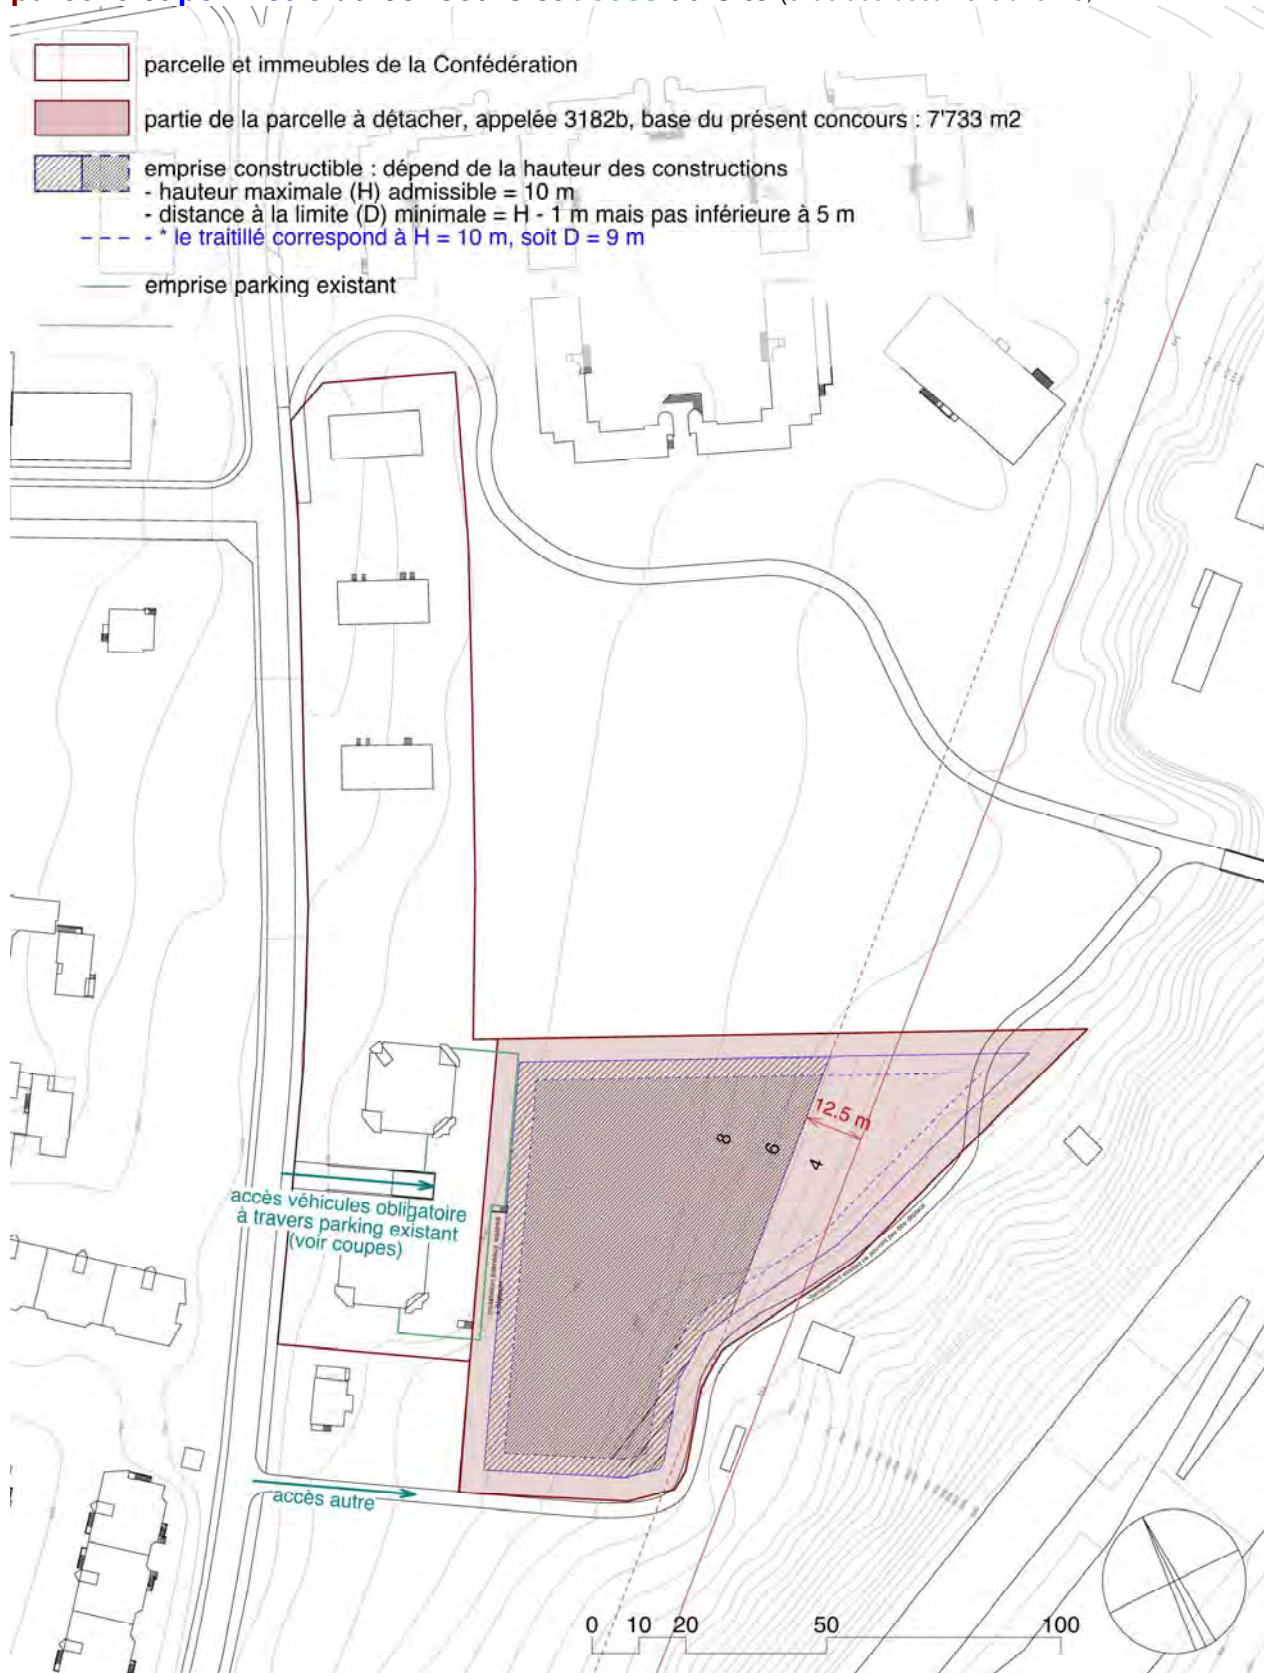 parcelle et immeubles de la Confédération
partie de la parcelle à détacher, appelée 3182b, base du présent concours : 7'733 m2
emprise constructible : dépend de la hauteur des constructions
- hauteur maximale (H) admissible = 10 m
- distance à la limite (D) minimale = H - 1 m mais pas inférieure à 5 m
- * le traitillé correspond à H = 10 m, soit D = 9 m
emprise parking existant
12.5 m
8
6
4
accès véhicules obligatoire
à travers parking existant
(voir coupes)
accès autre
0 10 20 50 100